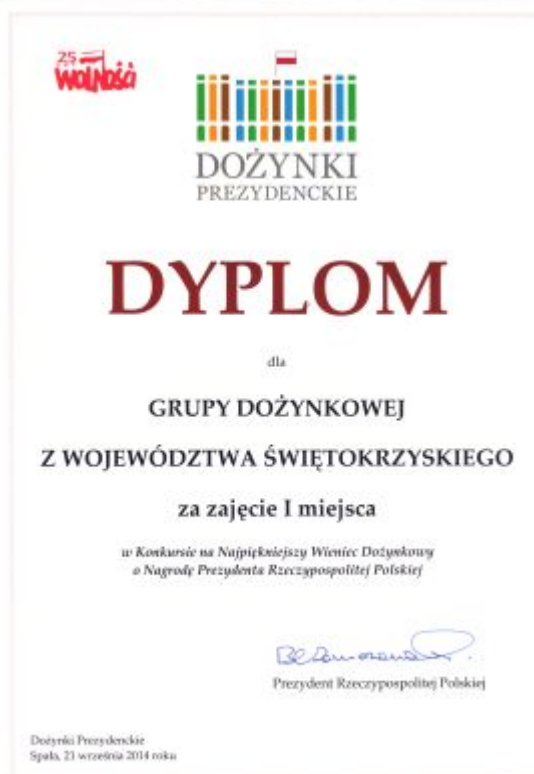 25
WOLNOŚĆ
DOŻYNKI
PREZYDENCKIE
DYPLOM
dla
GRUPY DOŻYNKOWEJ
Z WOJEWÓDZTWA ŚWIĘTOKRZYSKIEGO
za zajęcie I miejsca
w Konkursie na Najpiękniejszy Wieniec Dożynkowy
o Nagrodę Prezydenta Rzeczypospolitej Polskiej
Prezydent Rzeczypospolitej Polskiej
Dożynki Prezydenckie
Spała, 21 września 2014 roku